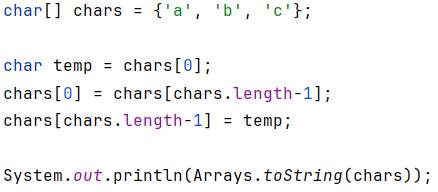 char[] chars = {'a', 'b', 'c'};
char temp = chars[0];
chars[0] = chars[chars.length-1];
chars[chars.length-1] = temp;
System.out.println(Arrays.toString(chars));